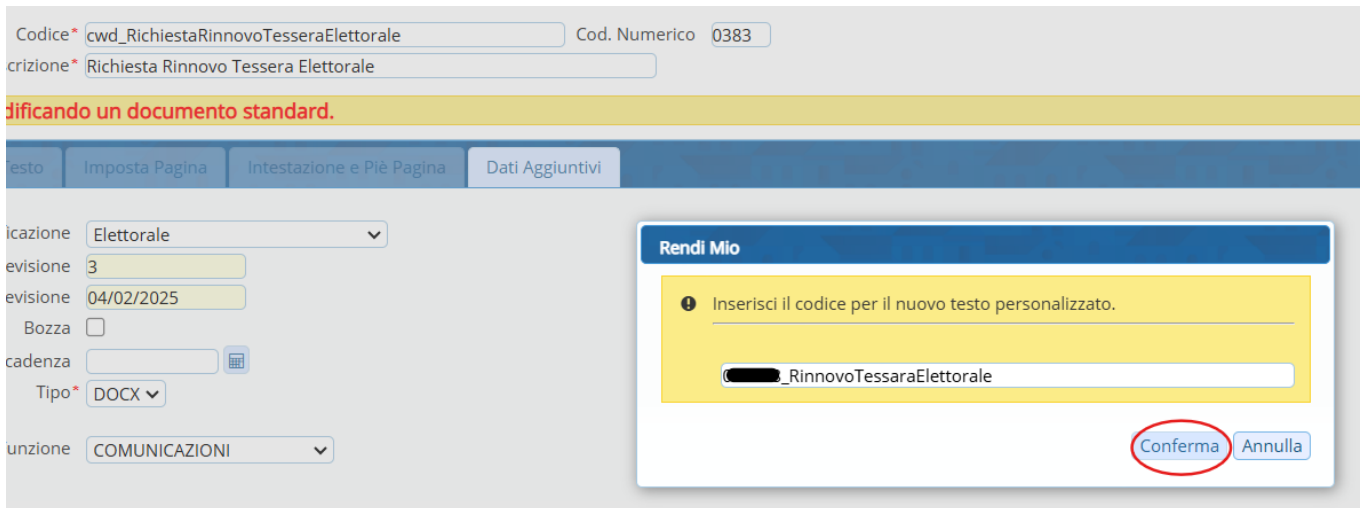 Codice* cwd_RichiestaRinnovoTesseraElettorale Cod. Numerico 0383
crizione* Richiesta Rinnovo Tessera Elettorale
dificando un documento standard.
Testo Imposta Pagina Intestazione e Piè Pagina Dati Aggiuntivi
icazione Elettorale
evisione 3
evisione 04/02/2025
Bozza
cadenza
Tipo* DOCX
unzione COMUNICAZIONI
Rendi Mio
Inserisci il codice per il nuovo testo personalizzato.
_RinnovoTessaraElettorale
Conferma Annulla